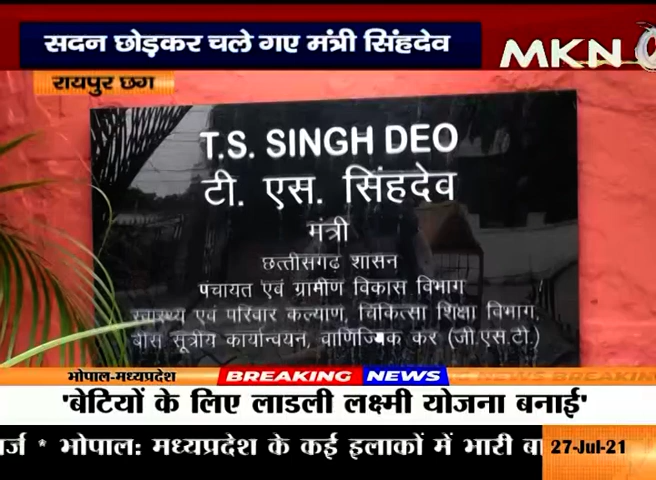 सदन छोड़कर चले गए मंत्री सिंहदेव
MKN
रायपुर छग
T.S. SINGH DEO
टी. एस. सिंहदेव
मंत्री
छत्तीसगढ़ शासन
पंचायत एवं ग्रामीण विकास विभाग
स्वास्थ्य एवं परिवार कल्याण, चिकित्सा शिक्षा विभाग,
बीस सूत्रीय कार्यान्वयन, वाणिज्यिक कर (जी.एस.टी.)
भोपाल-मध्यप्रदेश
BREAKING NEWS
'बेटियों के लिए लाडली लक्ष्मी योजना बनाई'
* भोपाल: मध्यप्रदेश के कई इलाकों में भारी
27-Jul-21